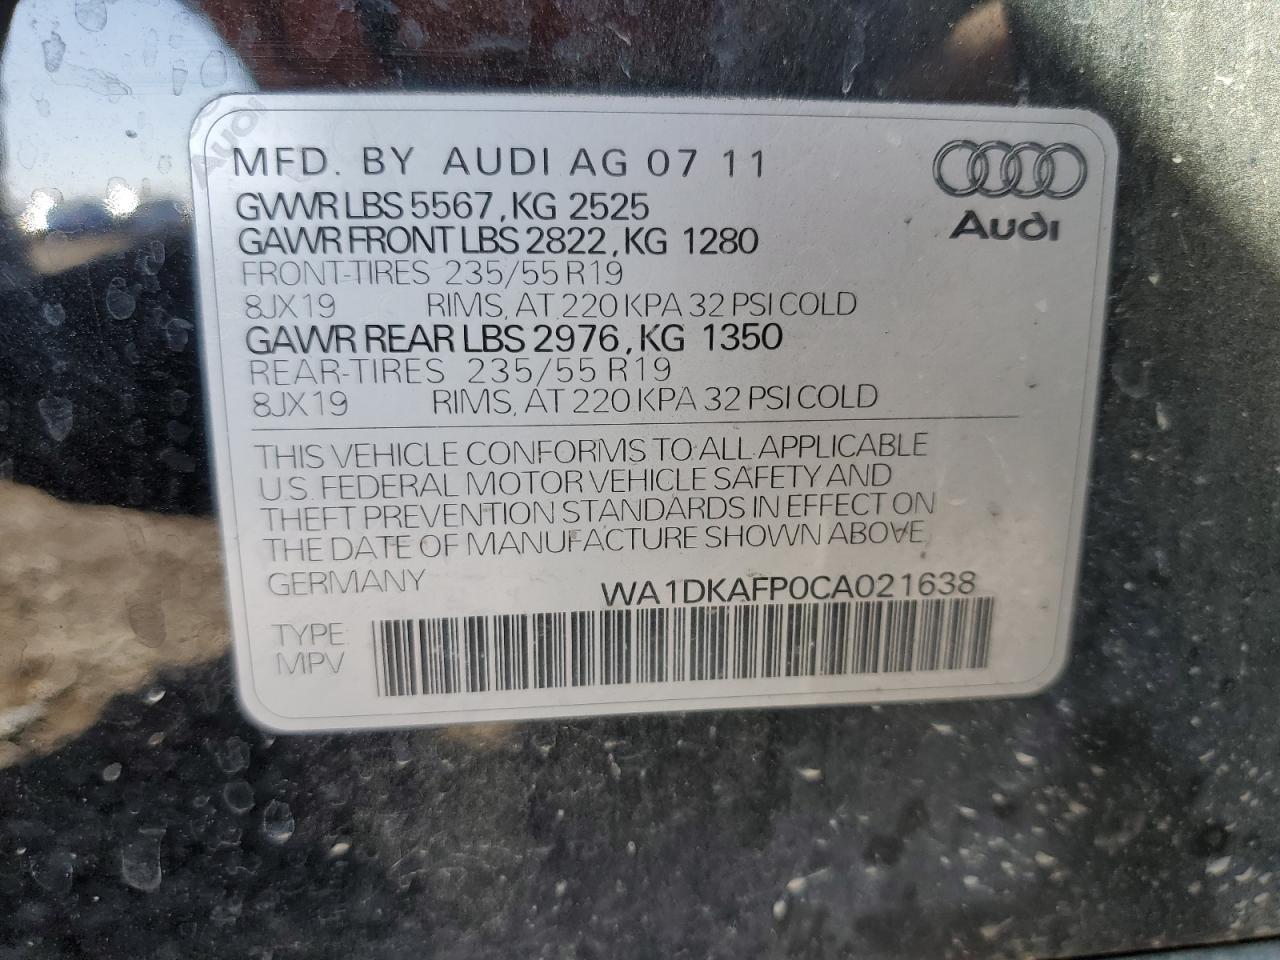 Audi
MFD. BY AUDI AG 07 11
GVWR LBS 5567, KG 2525
GAWR FRONT LBS 2822, KG 1280
FRONT-TIRES 235/55 R19
8JX19 RIMS, AT 220 KPA 32 PSI COLD
GAWR REAR LBS 2976, KG 1350
REAR-TIRES 235/55 R19
8JX19 RIMS, AT 220 KPA 32 PSI COLD
Audi
THIS VEHICLE CONFORMS TO ALL APPLICABLE
U.S. FEDERAL MOTOR VEHICLE SAFETY AND
THEFT PREVENTION STANDARDS IN EFFECT ON
THE DATE OF MANUFACTURE SHOWN ABOVE,
GERMANY WA1DKAFP0CA021638
TYPE
MPV